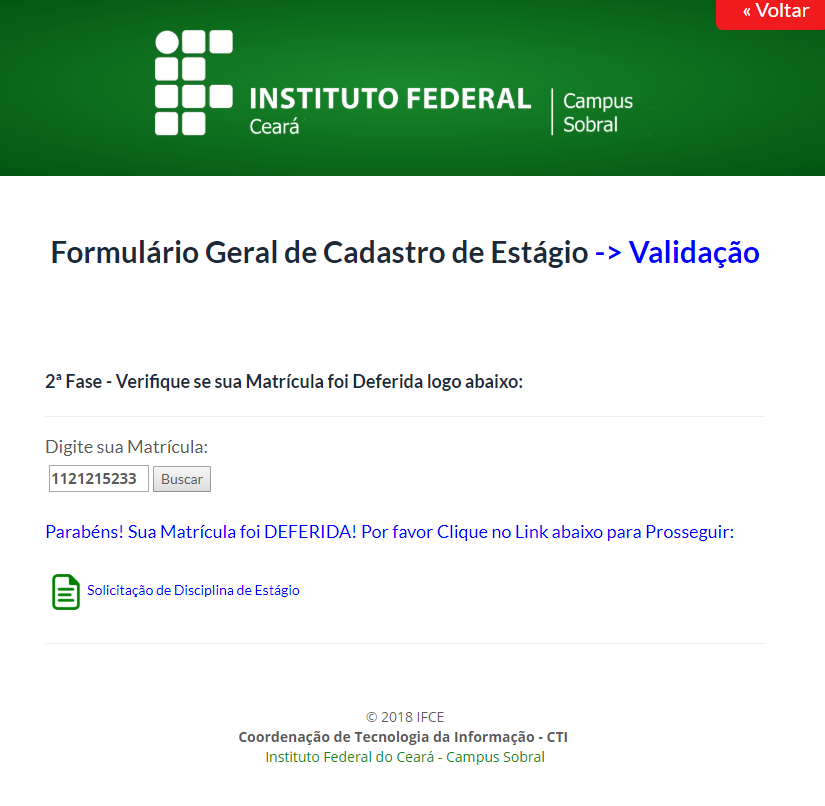 « Voltar
INSTITUTO FEDERAL
Ceará
Campus
Sobral
Formulário Geral de Cadastro de Estágio -> Validação
2ª Fase - Verifique se sua Matrícula foi Deferida logo abaixo:
Digite sua Matrícula:
1121215233 Buscar
Parabéns! Sua Matrícula foi DEFERIDA! Por favor Clique no Link abaixo para Prosseguir:
Solicitação de Disciplina de Estágio
© 2018 IFCE
Coordenação de Tecnologia da Informação - CTI
Instituto Federal do Ceará - Campus Sobral